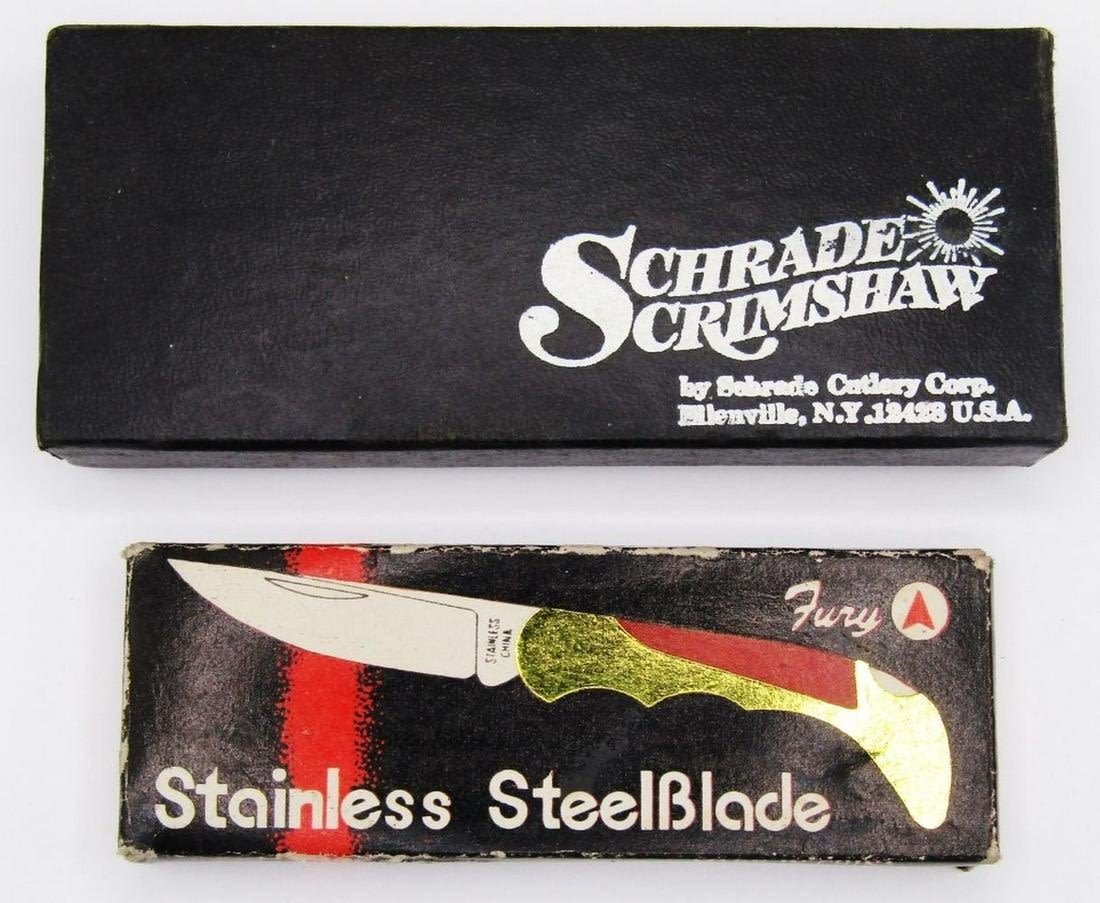 SCHRADE
SCRIMSHAW
by Schrade Cutlery Corp.
Ellenville, N.Y. 12428 U.S.A.
Fury
STAINLESS
CHINA
Stainless SteelBlade